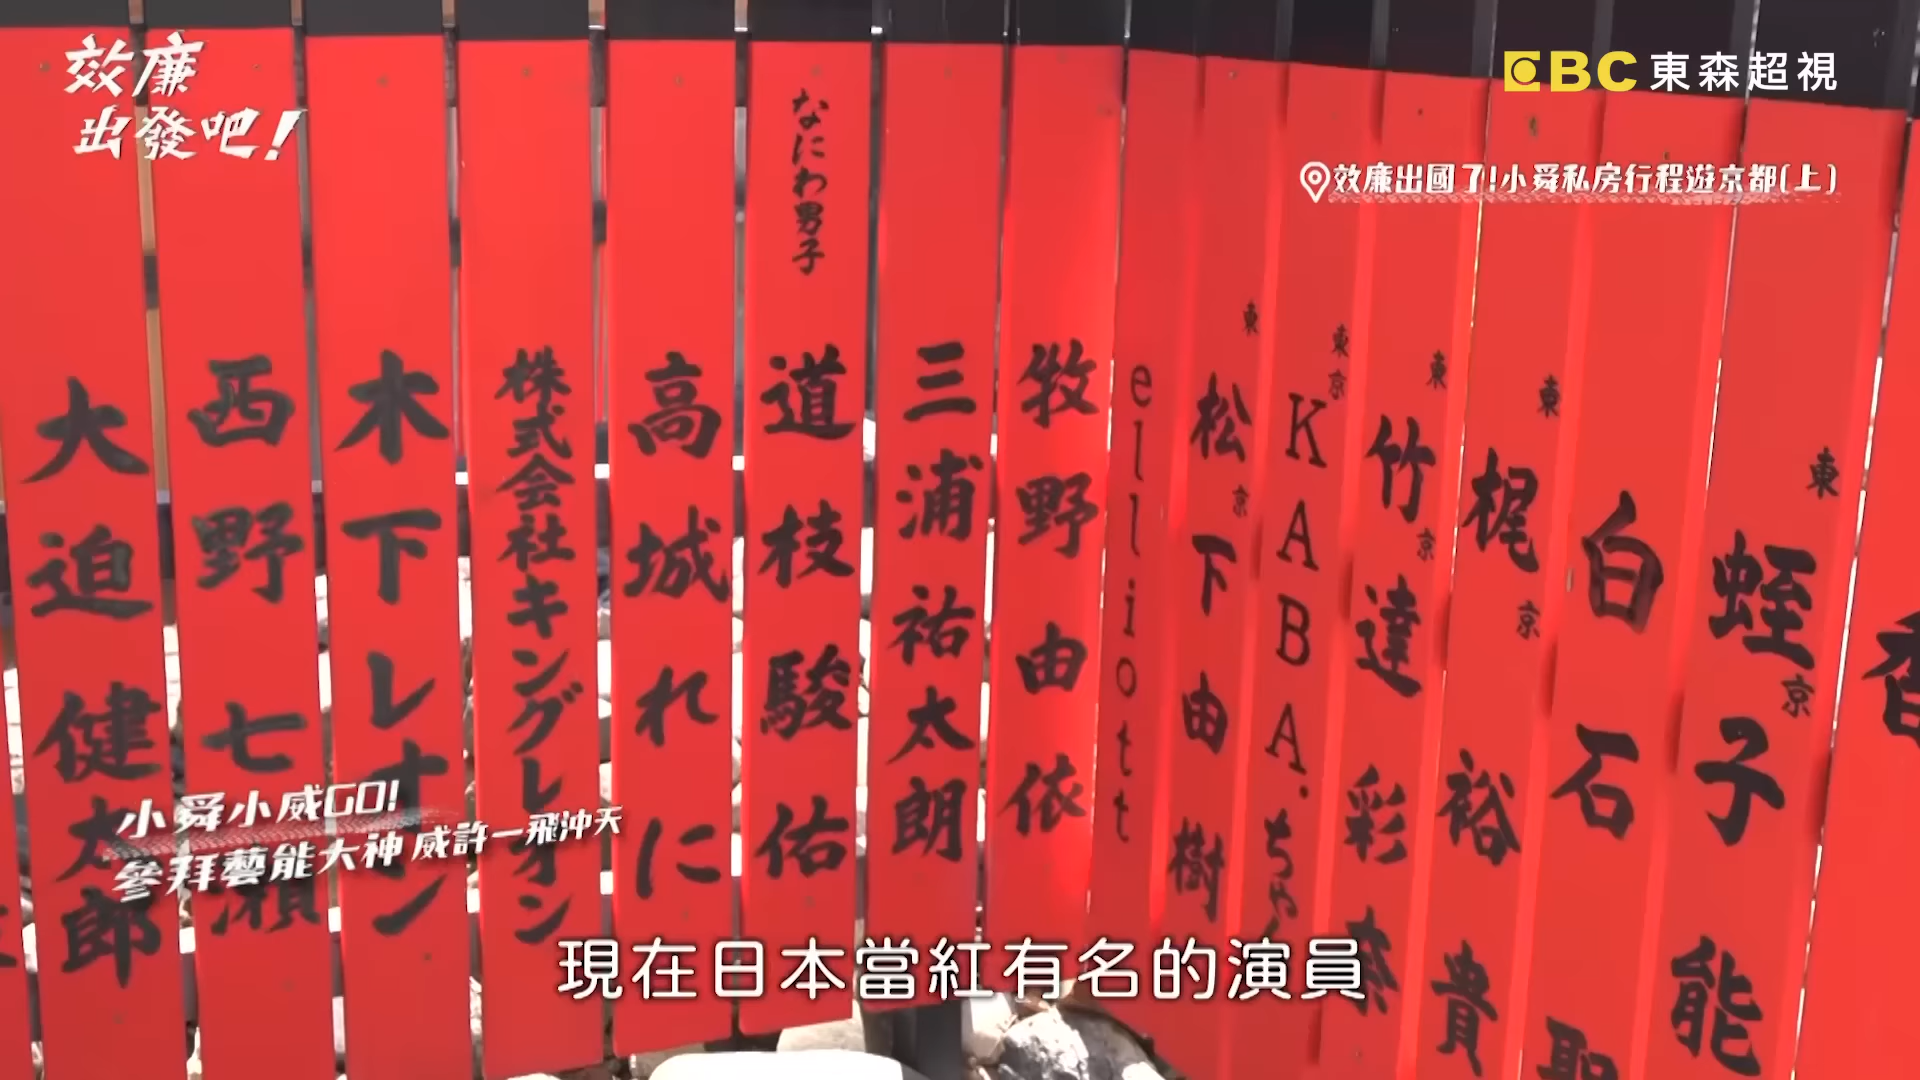 效廉
出發吧!
EBC 東森超視
效廉出國了!小舜私房行程遊京都(上)
大迫健太郎
西野七瀬
木下レオン
株式会社キングレオン
高城れに
なにわ男子
道枝駿佑
三浦祐太朗
牧野由依
elliott
東京
松下由樹
東京
KABA.ちゃん
東京
竹達彩奈
東京
梶裕貴
白石聖
東京
蛭子能
香
小舜小威GO!
參拜藝能大神 威許一飛沖天
現在日本當紅有名的演員